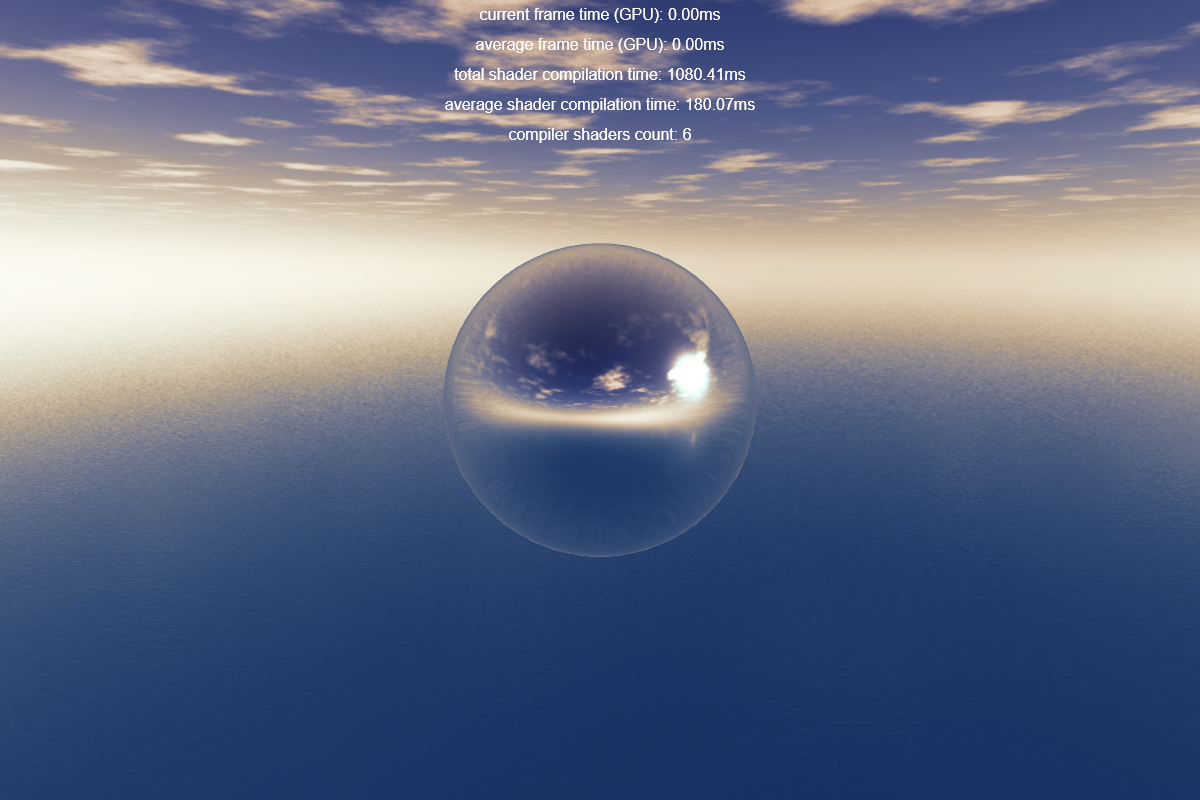 current frame time (GPU): 0.00ms
average frame time (GPU): 0.00ms
total shader compilation time: 1080.41ms
average shader compilation time: 180.07ms
compiler shaders count: 6